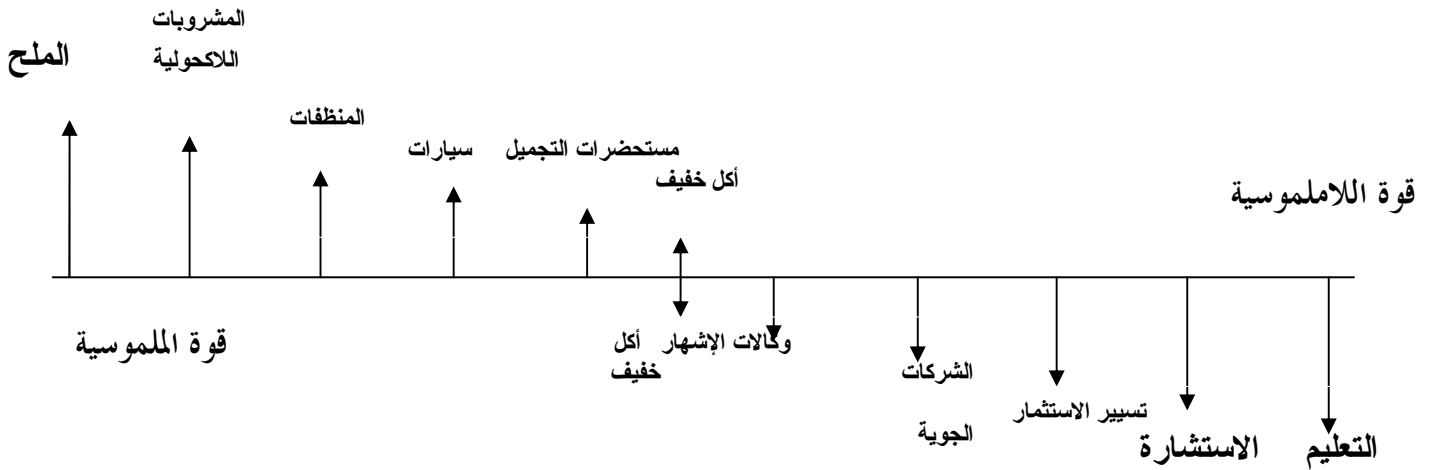 المشروبات
اللاكحولية
الملح
المنظفات
سيارات
مستحضرات التجميل
أكل خفيف
قوة اللاملموسية
قوة الملموسية
أكل
خفيف
وكالات الإشهار
الشركات
الجوية
تسيير الاستثمار
الاستشارة
التعليم